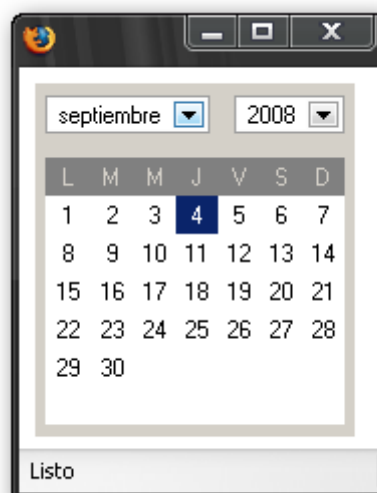 septiembre 2008
L M M J V S D
1 2 3 4 5 6 7
8 9 10 11 12 13 14
15 16 17 18 19 20 21
22 23 24 25 26 27 28
29 30
Listo